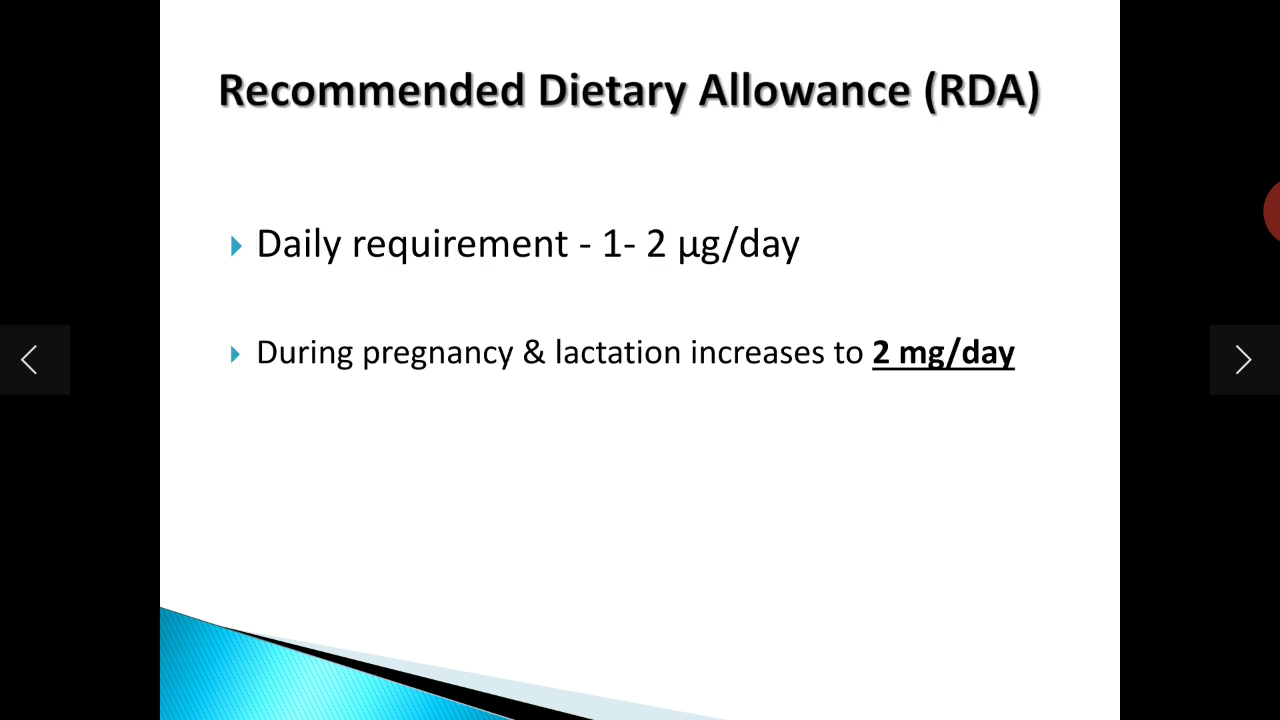 Recommended Dietary Allowance (RDA)
Daily requirement - 1- 2 µg/day
During pregnancy & lactation increases to 2 mg/day